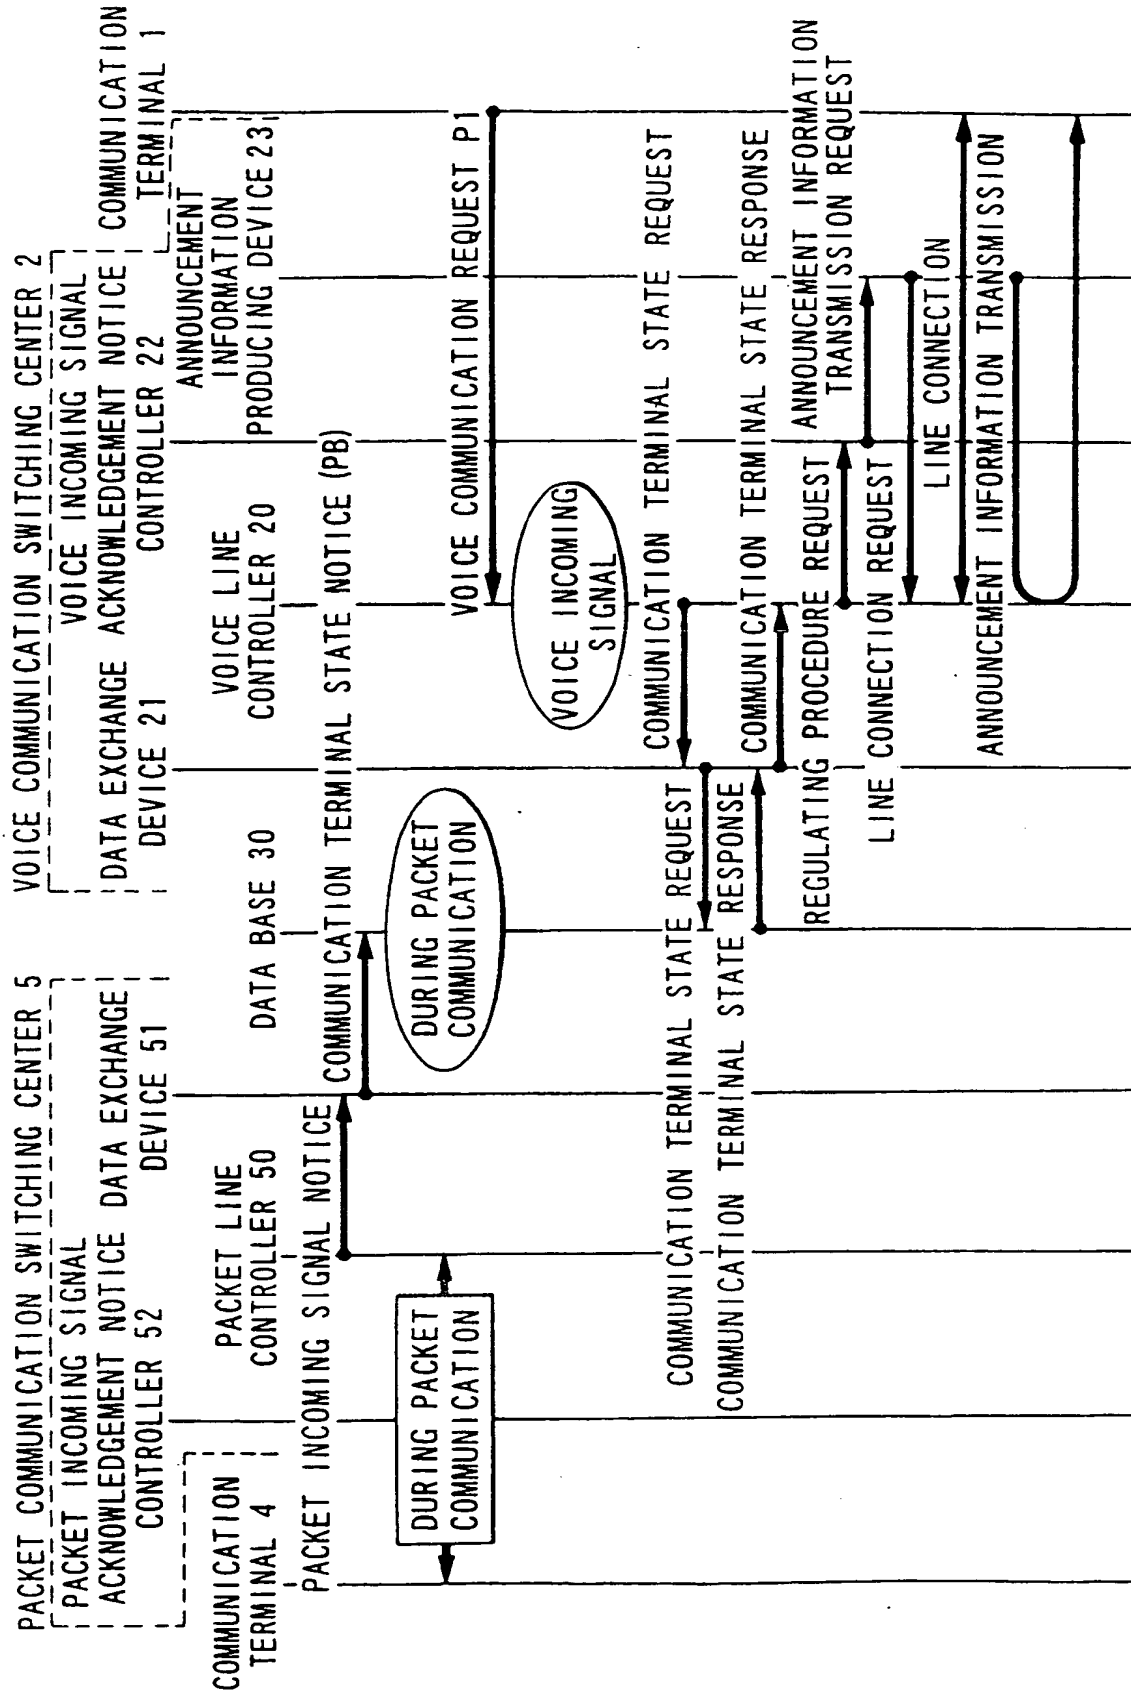 PACKET COMMUNICATION SWITCHING CENTER 5
PACKET INCOMING SIGNAL
ACKNOWLEDGEMENT NOTICE
CONTROLLER 52
DATA EXCHANGE
DEVICE 51
COMMUNICATION
TERMINAL 4
PACKET LINE
CONTROLLER 50
DATA BASE 30
VOICE COMMUNICATION SWITCHING CENTER 2
DATA EXCHANGE
DEVICE 21
VOICE INCOMING SIGNAL
ACKNOWLEDGEMENT NOTICE
CONTROLLER 22
VOICE LINE
CONTROLLER 20
ANNOUNCEMENT
INFORMATION
PRODUCING DEVICE 23
COMMUNICATION
TERMINAL 1
PACKET INCOMING SIGNAL NOTICE
COMMUNICATION TERMINAL STATE NOTICE (PB)
DURING PACKET
COMMUNICATION
DURING PACKET
COMMUNICATION
VOICE COMMUNICATION REQUEST P1
VOICE INCOMING
SIGNAL
COMMUNICATION TERMINAL STATE REQUEST
COMMUNICATION TERMINAL STATE REQUEST
COMMUNICATION TERMINAL STATE RESPONSE
COMMUNICATION TERMINAL STATE RESPONSE
REGULATING PROCEDURE REQUEST
ANNOUNCEMENT INFORMATION
TRANSMISSION REQUEST
LINE CONNECTION REQUEST
LINE CONNECTION
ANNOUNCEMENT INFORMATION TRANSMISSION